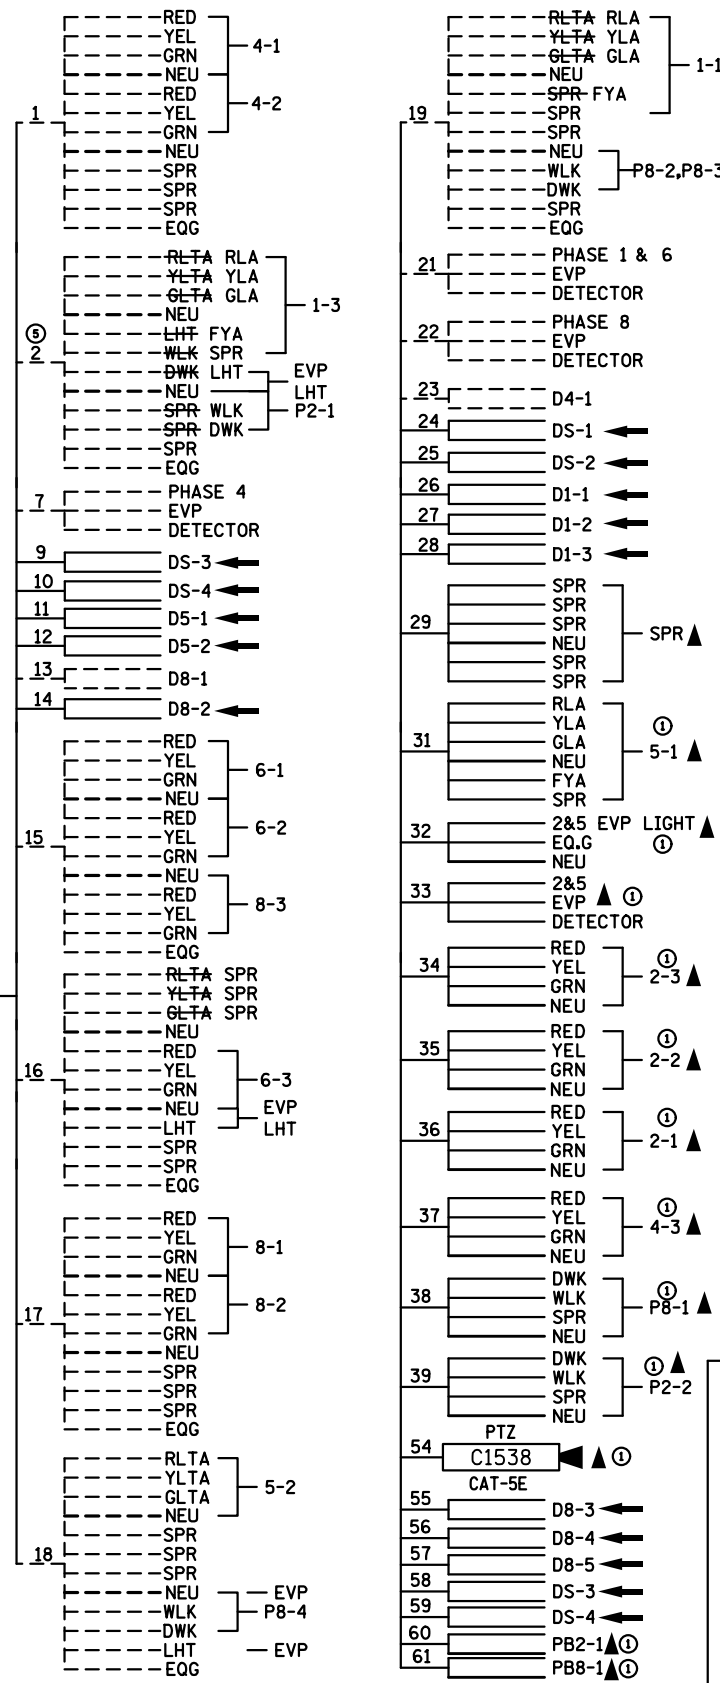 RED
YEL
GRN
NEU
4-1
RED
YEL
GRN
4-2
1
NEU
SPR
SPR
SPR
EQG
RLTA RLA
YLTA YLA
GLTA GLA
NEU
LHT FYA
WLK SPR
1-3
5
2
DWK LHT
NEU
EVP
LHT
SPR WLK
SPR DWK
P2-1
SPR
EQG
7
PHASE 4
EVP
DETECTOR
9
DS-3
10
DS-4
11
D5-1
12
D5-2
13
D8-1
14
D8-2
RED
YEL
GRN
NEU
6-1
RED
YEL
GRN
6-2
15
NEU
RED
YEL
GRN
8-3
EQG
RLTA SPR
YLTA SPR
GLTA SPR
NEU
RED
YEL
GRN
NEU
6-3
16
LHT
EVP
LHT
SPR
SPR
EQG
RED
YEL
GRN
NEU
8-1
RED
YEL
GRN
8-2
17
NEU
SPR
SPR
SPR
EQG
RLTA
YLTA
GLTA
NEU
5-2
SPR
SPR
SPR
18
NEU
EVP
WLK
DWK
P8-4
LHT
EVP
EQG
RLTA RLA
YLTA YLA
GLTA GLA
NEU
SPR FYA
SPR
1-1
19
SPR
NEU
WLK
DWK
P8-2,P8-3
SPR
EQG
21
PHASE 1 & 6
EVP
DETECTOR
22
PHASE 8
EVP
DETECTOR
23
D4-1
24
DS-1
25
DS-2
26
D1-1
27
D1-2
28
D1-3
29
SPR
SPR
SPR
NEU
SPR
SPR
SPR
31
RLA
YLA
GLA
NEU
FYA
SPR
1
5-1
32
2&5 EVP LIGHT
EQ.G
NEU
1
33
2&5
EVP
DETECTOR
1
34
RED
YEL
GRN
NEU
1
2-3
35
RED
YEL
GRN
NEU
1
2-2
36
RED
YEL
GRN
NEU
1
2-1
37
RED
YEL
GRN
NEU
1
4-3
38
DWK
WLK
SPR
NEU
1
P8-1
39
DWK
WLK
SPR
NEU
1
P2-2
PTZ
54
C1538
1
CAT-5E
55
D8-3
56
D8-4
57
D8-5
58
DS-3
59
DS-4
60
PB2-1 1
61
PB8-1 1